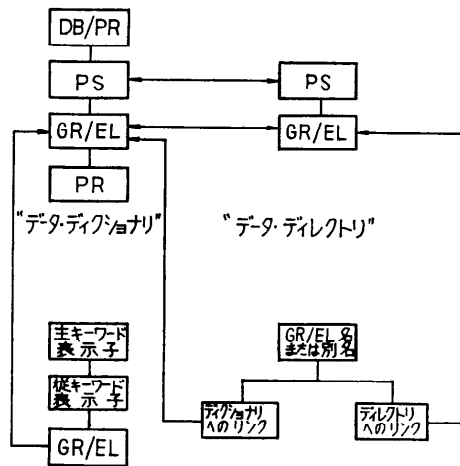 DB/PR
PS
PS
GR/EL
GR/EL
PR
"データ・ディクショナリ"
"データ・ディレクトリ"
主キーワード
表示子
従キーワード
表示子
GR/EL
GR/EL 名
または別名
ディクショナリ
へのリンク
ディレクトリ
へのリンク